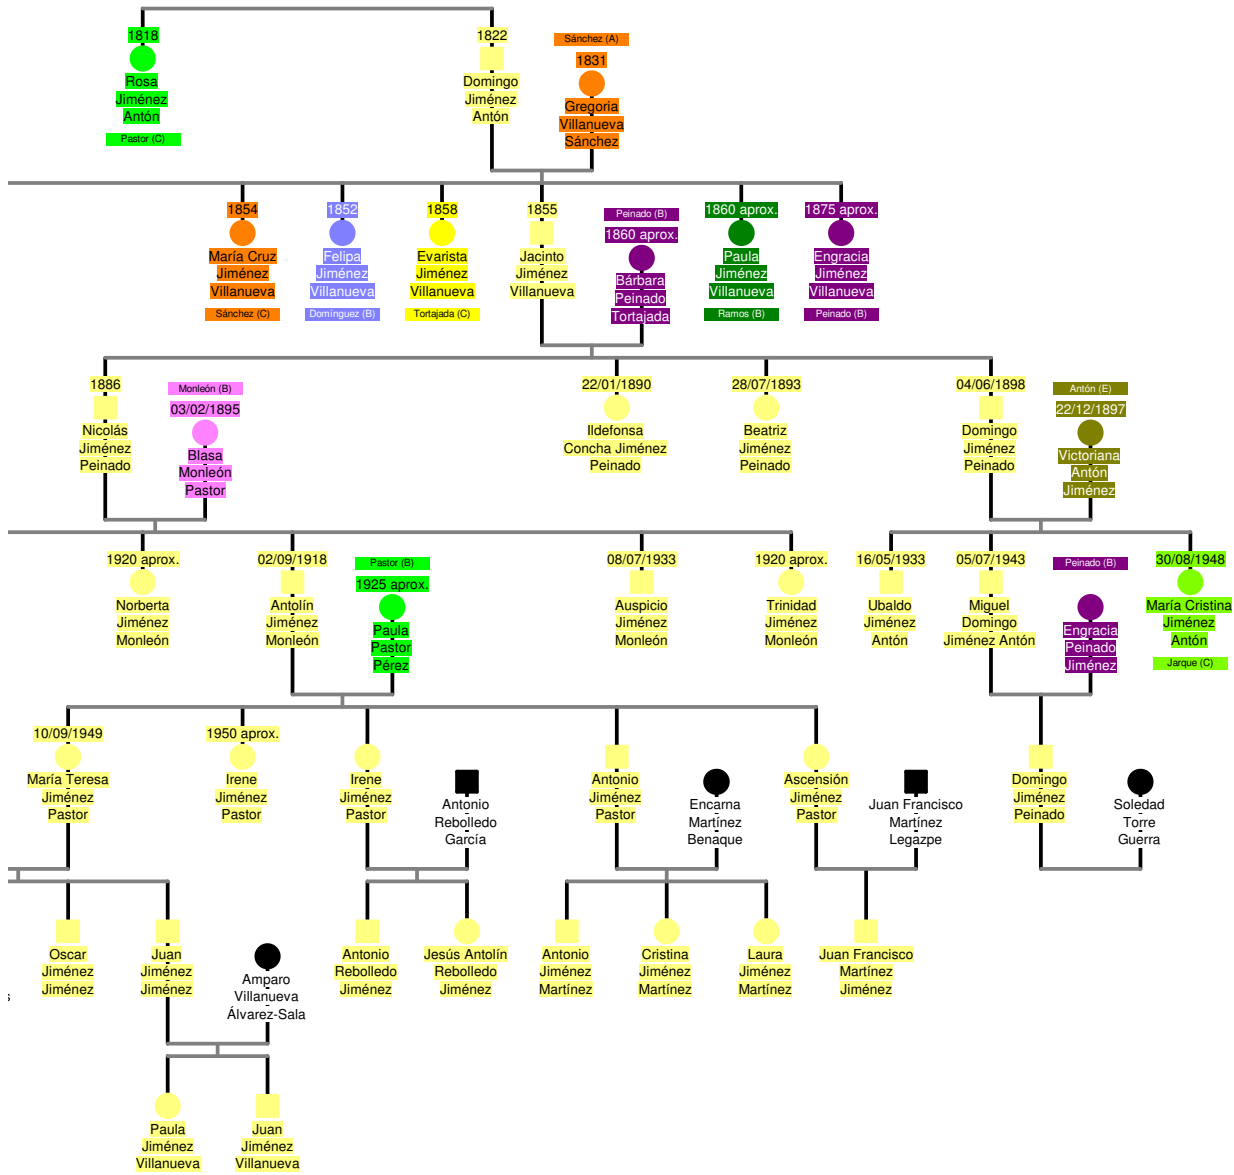 1818
Rosa
Jiménez
Antón
Pastor (C)
1822
Domingo
Jiménez
Antón
Sánchez (A)
1831
Gregoria
Villanueva
Sánchez
1854
María Cruz
Jiménez
Villanueva
Sánchez (C)
1852
Felipa
Jiménez
Villanueva
Domínguez (B)
1858
Evarista
Jiménez
Villanueva
Tortajada (C)
1855
Jacinto
Jiménez
Villanueva
Peinado (B)
1860 aprox.
Bárbara
Peinado
Tortajada
1860 aprox.
Paula
Jiménez
Villanueva
Ramos (B)
1875 aprox.
Engracia
Jiménez
Villanueva
Peinado (B)
1886
Nicolás
Jiménez
Peinado
Monleón (B)
03/02/1895
Blasa
Monleón
Pastor
22/01/1890
Ildefonsa
Concha Jiménez
Peinado
28/07/1893
Beatriz
Jiménez
Peinado
04/06/1898
Domingo
Jiménez
Peinado
Antón (E)
22/12/1897
Victoriana
Antón
Jiménez
1920 aprox.
Norberta
Jiménez
Monleón
02/09/1918
Antolín
Jiménez
Monleón
Pastor (B)
1925 aprox.
Paula
Pastor
Pérez
08/07/1933
Auspicio
Jiménez
Monleón
1920 aprox.
Trinidad
Jiménez
Monleón
16/05/1933
Ubaldo
Jiménez
Antón
05/07/1943
Miguel
Domingo
Jiménez Antón
Peinado (B)
Engracia
Peinado
Jiménez
30/08/1948
María Cristina
Jiménez
Antón
Jarque (C)
10/09/1949
María Teresa
Jiménez
Pastor
1950 aprox.
Irene
Jiménez
Pastor
Irene
Jiménez
Pastor
Antonio
Rebolledo
García
Antonio
Jiménez
Pastor
Encarna
Martínez
Benaque
Ascensión
Jiménez
Pastor
Juan Francisco
Martínez
Legazpe
Domingo
Jiménez
Peinado
Soledad
Torre
Guerra
Oscar
Jiménez
Jiménez
Juan
Jiménez
Jiménez
Amparo
Villanueva
Álvarez-Sala
Antonio
Rebolledo
Jiménez
Jesús Antolín
Rebolledo
Jiménez
Antonio
Jiménez
Martínez
Cristina
Jiménez
Martínez
Laura
Jiménez
Martínez
Juan Francisco
Martínez
Jiménez
Paula
Jiménez
Villanueva
Juan
Jiménez
Villanueva